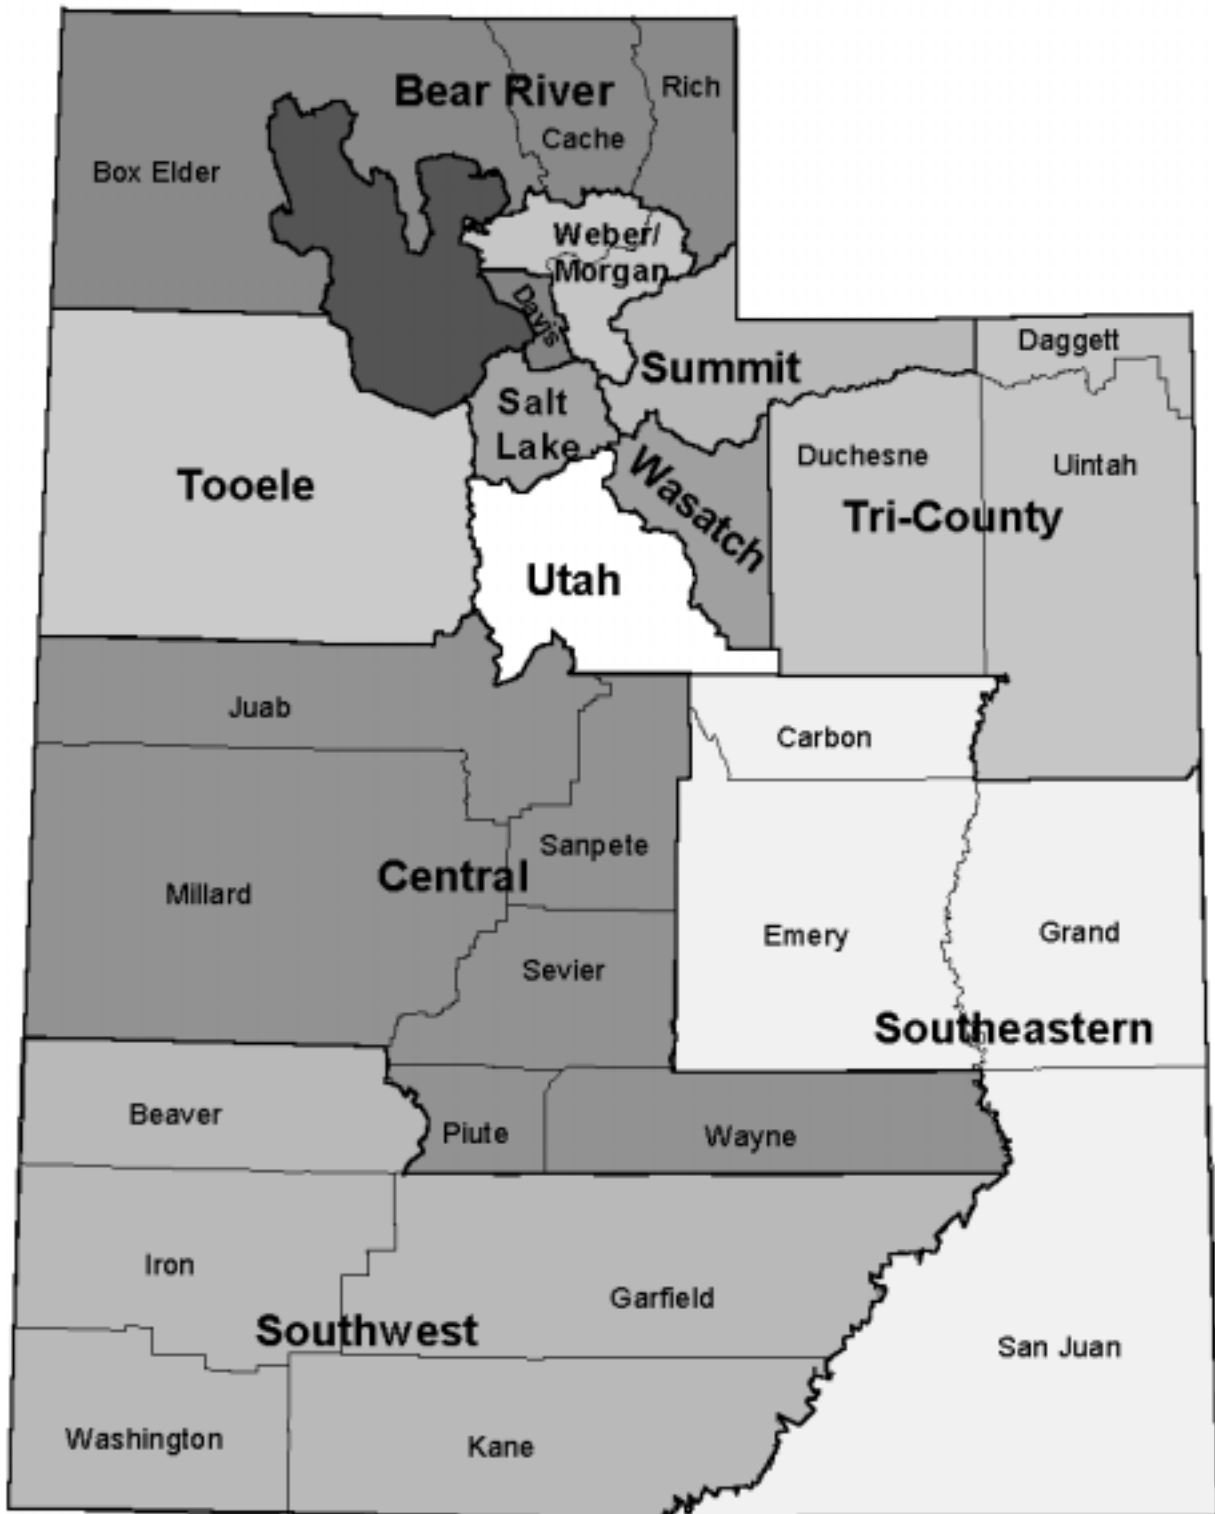 Bear River
Rich
Cache
Box Elder
Weber/
Morgan
Davis
Summit
Daggett
Salt
Lake
Duchesne
Uintah
Wasatch
Tooele
Tri-County
Utah
Juab
Carbon
Sanpete
Central
Millard
Emery
Grand
Sevier
Southeastern
Beaver
Piute
Wayne
Iron
Garfield
Southwest
San Juan
Washington
Kane